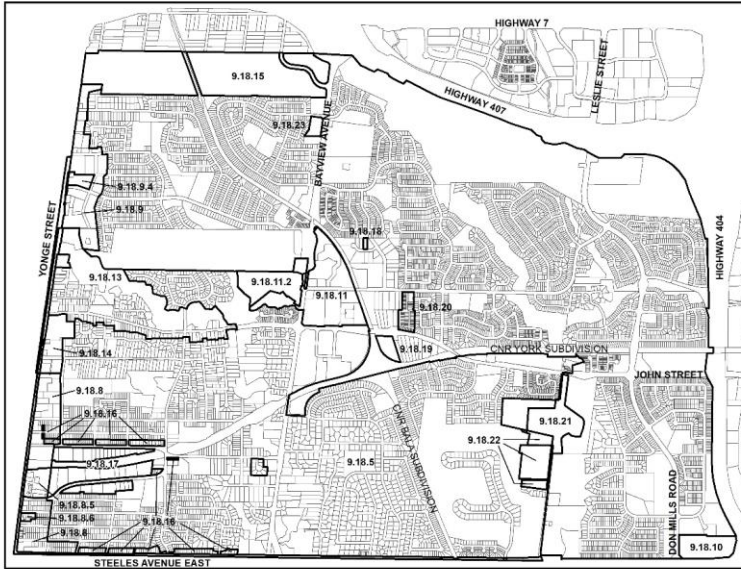 HIGHWAY 7
LESLIE STREET
HIGHWAY 407
9.18.15
9.18.23
BAYVIEW AVENUE
9.18.9.4
9.18.9
YONGE STREET
HIGHWAY 404
9.18.18
9.18.13
9.18.11.2
9.18.11
9.18.20
9.18.14
9.18.19
CNR YORK SUBDIVISION
JOHN STREET
9.18.8
9.18.16
CNR BALA SUBDIVISION
9.18.21
9.18.22
9.18.17
9.18.5
9.18.8.5
9.18.8.6
9.18.16
9.18.8
DON MILLS ROAD
9.18.10
STEELES AVENUE EAST